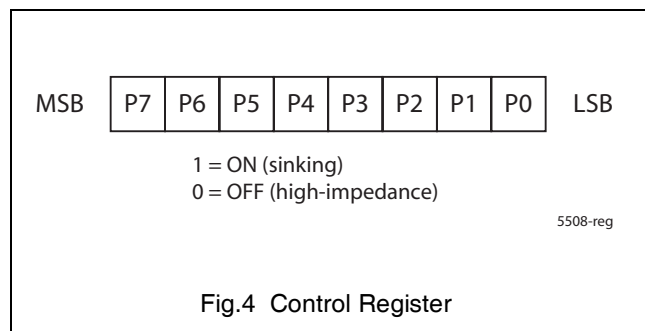 MSB P7 P6 P5 P4 P3 P2 P1 P0 LSB
1 = ON (sinking)
0 = OFF (high-impedance)
5508-reg
Fig.4 Control Register